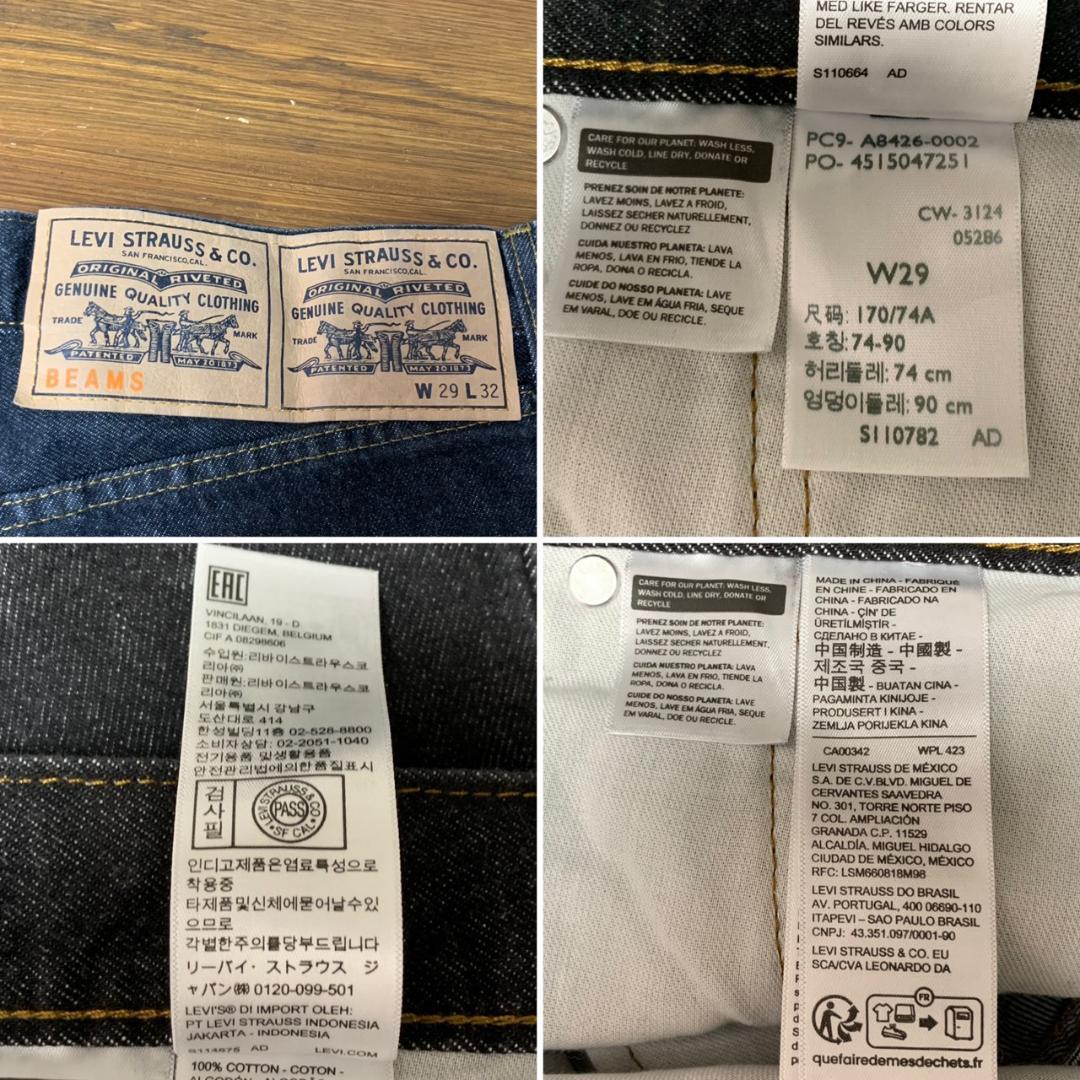 LEVI STRAUSS & CO.
SAN FRANCISCO, CAL.
ORIGINAL RIVETED
GENUINE QUALITY CLOTHING
TRADE MARK
PATENTED MAY 20 1873
BEAMS
LEVI STRAUSS & CO.
SAN FRANCISCO, CAL.
ORIGINAL RIVETED
GENUINE QUALITY CLOTHING
TRADE MARK
PATENTED MAY 20 1873
W 29 L 32
MED LIKE FARGER. RENTAR
DEL REVÉS AMB COLORS
SIMILARS.
S110664 AD
CARE FOR OUR PLANET: WASH LESS,
WASH COLD, LINE DRY, DONATE OR
RECYCLE
PRENEZ SOIN DE NOTRE PLANETE:
LAVEZ MOINS, LAVEZ A FROID,
LAISSEZ SECHER NATURELLEMENT,
DONNEZ OU RECYCLEZ
CUIDA NUESTRO PLANETA: LAVA
MENOS, LAVA EN FRIO, TIENDE LA
ROPA, DONA O RECICLA.
CUIDE DO NOSSO PLANETA: LAVE
MENOS, LAVE EM ÁGUA FRIA, SEQUE
EM VARAL, DOE OU RECICLE.
PC9- A8426-0002
PO- 4515047251
CW- 3124
05286
W29
尺码: 170/74A
호칭: 74-90
허리둘레: 74 cm
엉덩이둘레: 90 cm
S110782 AD
EAC
VINCILAAN, 19 - D
1831 DIEGEM, BELGIUM
CIF A 08298606
수입원:리바이스트라우스코
리아㈜
판매원:리바이스트라우스코
리아㈜
서울특별시 강남구
도산대로 414
한성빌딩11층 02-528-8800
소비자상담: 02-2051-1040
전기용품 및생활용품
안전관리법에의한품질표시
검사필
LEVI STRAUSS & CO
PASS
SF CAL
인디고제품은염료특성으로
착용중
타제품및신체에묻어날수있
으므로
각별한주의를당부드립니다
リーバイ・ストラウス ジ
ャパン㈱ 0120-099-501
LEVI'S® DI IMPORT OLEH:
PT LEVI STRAUSS INDONESIA
JAKARTA - INDONESIA
S114875 AD LEVI.COM
100% COTTON - COTON -
ALGODÓN - ALGODÃO
CARE FOR OUR PLANET: WASH LESS,
WASH COLD, LINE DRY, DONATE OR
RECYCLE
PRENEZ SOIN DE NOTRE PLANETE:
LAVEZ MOINS, LAVEZ A FROID,
LAISSEZ SECHER NATURELLEMENT,
DONNEZ OU RECYCLEZ
CUIDA NUESTRO PLANETA: LAVA
MENOS, LAVA EN FRIO, TIENDE LA
ROPA, DONA O RECICLA.
CUIDE DO NOSSO PLANETA: LAVE
MENOS, LAVE EM ÁGUA FRIA, SEQUE
EM VARAL, DOE OU RECICLE.
MADE IN CHINA - FABRIQUÉ
EN CHINE - FABRICADO EN
CHINA - FABRICADO NA
CHINA - ÇİN' DE
ÜRETİLMİŞTİR -
СДЕЛАНО В КИТАЕ -
中国制造 - 中國製 -
제조국 중국 -
中国製 - BUATAN CINA -
PAGAMINTA KINIJOJE -
PRODUSERT I KINA -
ZEMLJA PORIJEKLA KINA
CA00342 WPL 423
LEVI STRAUSS DE MÉXICO
S.A. DE C.V.BLVD. MIGUEL DE
CERVANTES SAAVEDRA
NO. 301, TORRE NORTE PISO
7 COL. AMPLIACIÓN
GRANADA C.P. 11529
ALCALDÍA. MIGUEL HIDALGO
CIUDAD DE MÉXICO, MÉXICO
RFC: LSM660818M98
LEVI STRAUSS DO BRASIL
AV. PORTUGAL, 400 06690-110
ITAPEVI – SAO PAULO BRASIL
CNPJ: 43.351.097/0001-90
LEVI STRAUSS & CO. EU
SCA/CVA LEONARDO DA
FR
quefairedemesdechets.fr